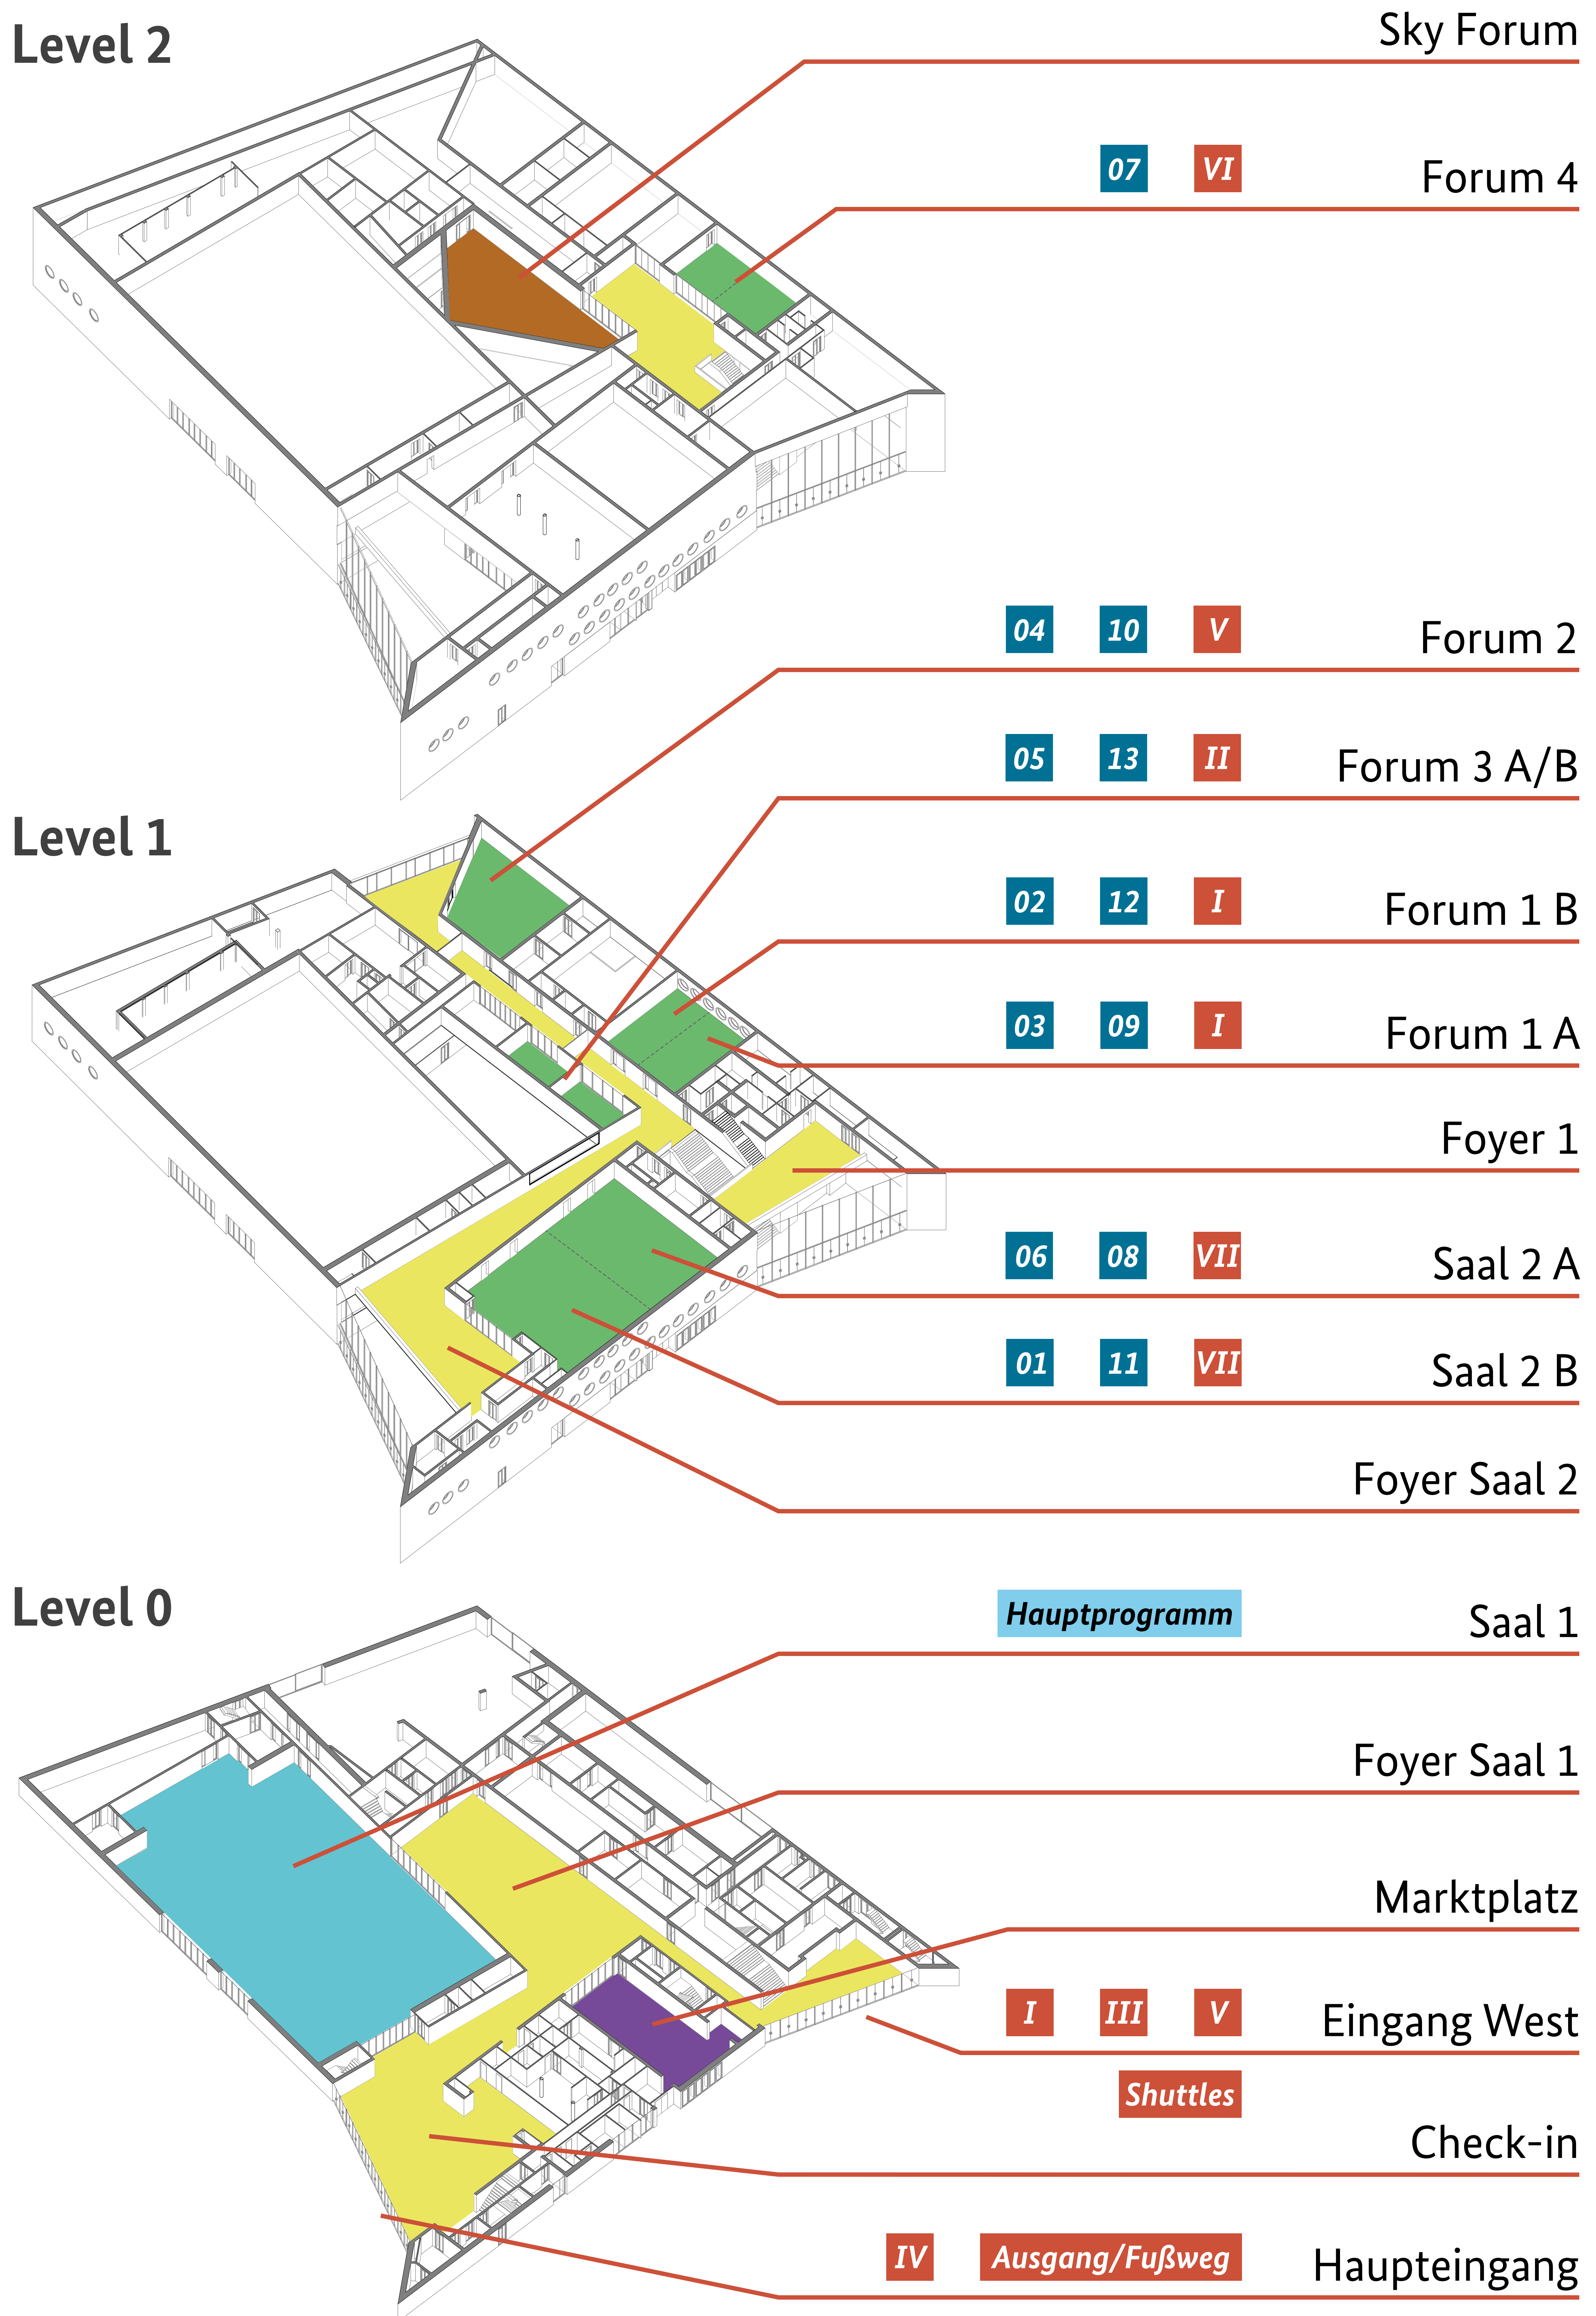 Level 2
Sky Forum
07 VI Forum 4
04 10 V Forum 2
05 13 II Forum 3 A/B
Level 1
02 12 I Forum 1 B
03 09 I Forum 1 A
Foyer 1
06 08 VII Saal 2 A
01 11 VII Saal 2 B
Foyer Saal 2
Level 0
Hauptprogramm Saal 1
Foyer Saal 1
Marktplatz
I III V Eingang West
Shuttles
Check-in
IV Ausgang/Fußweg Haupteingang